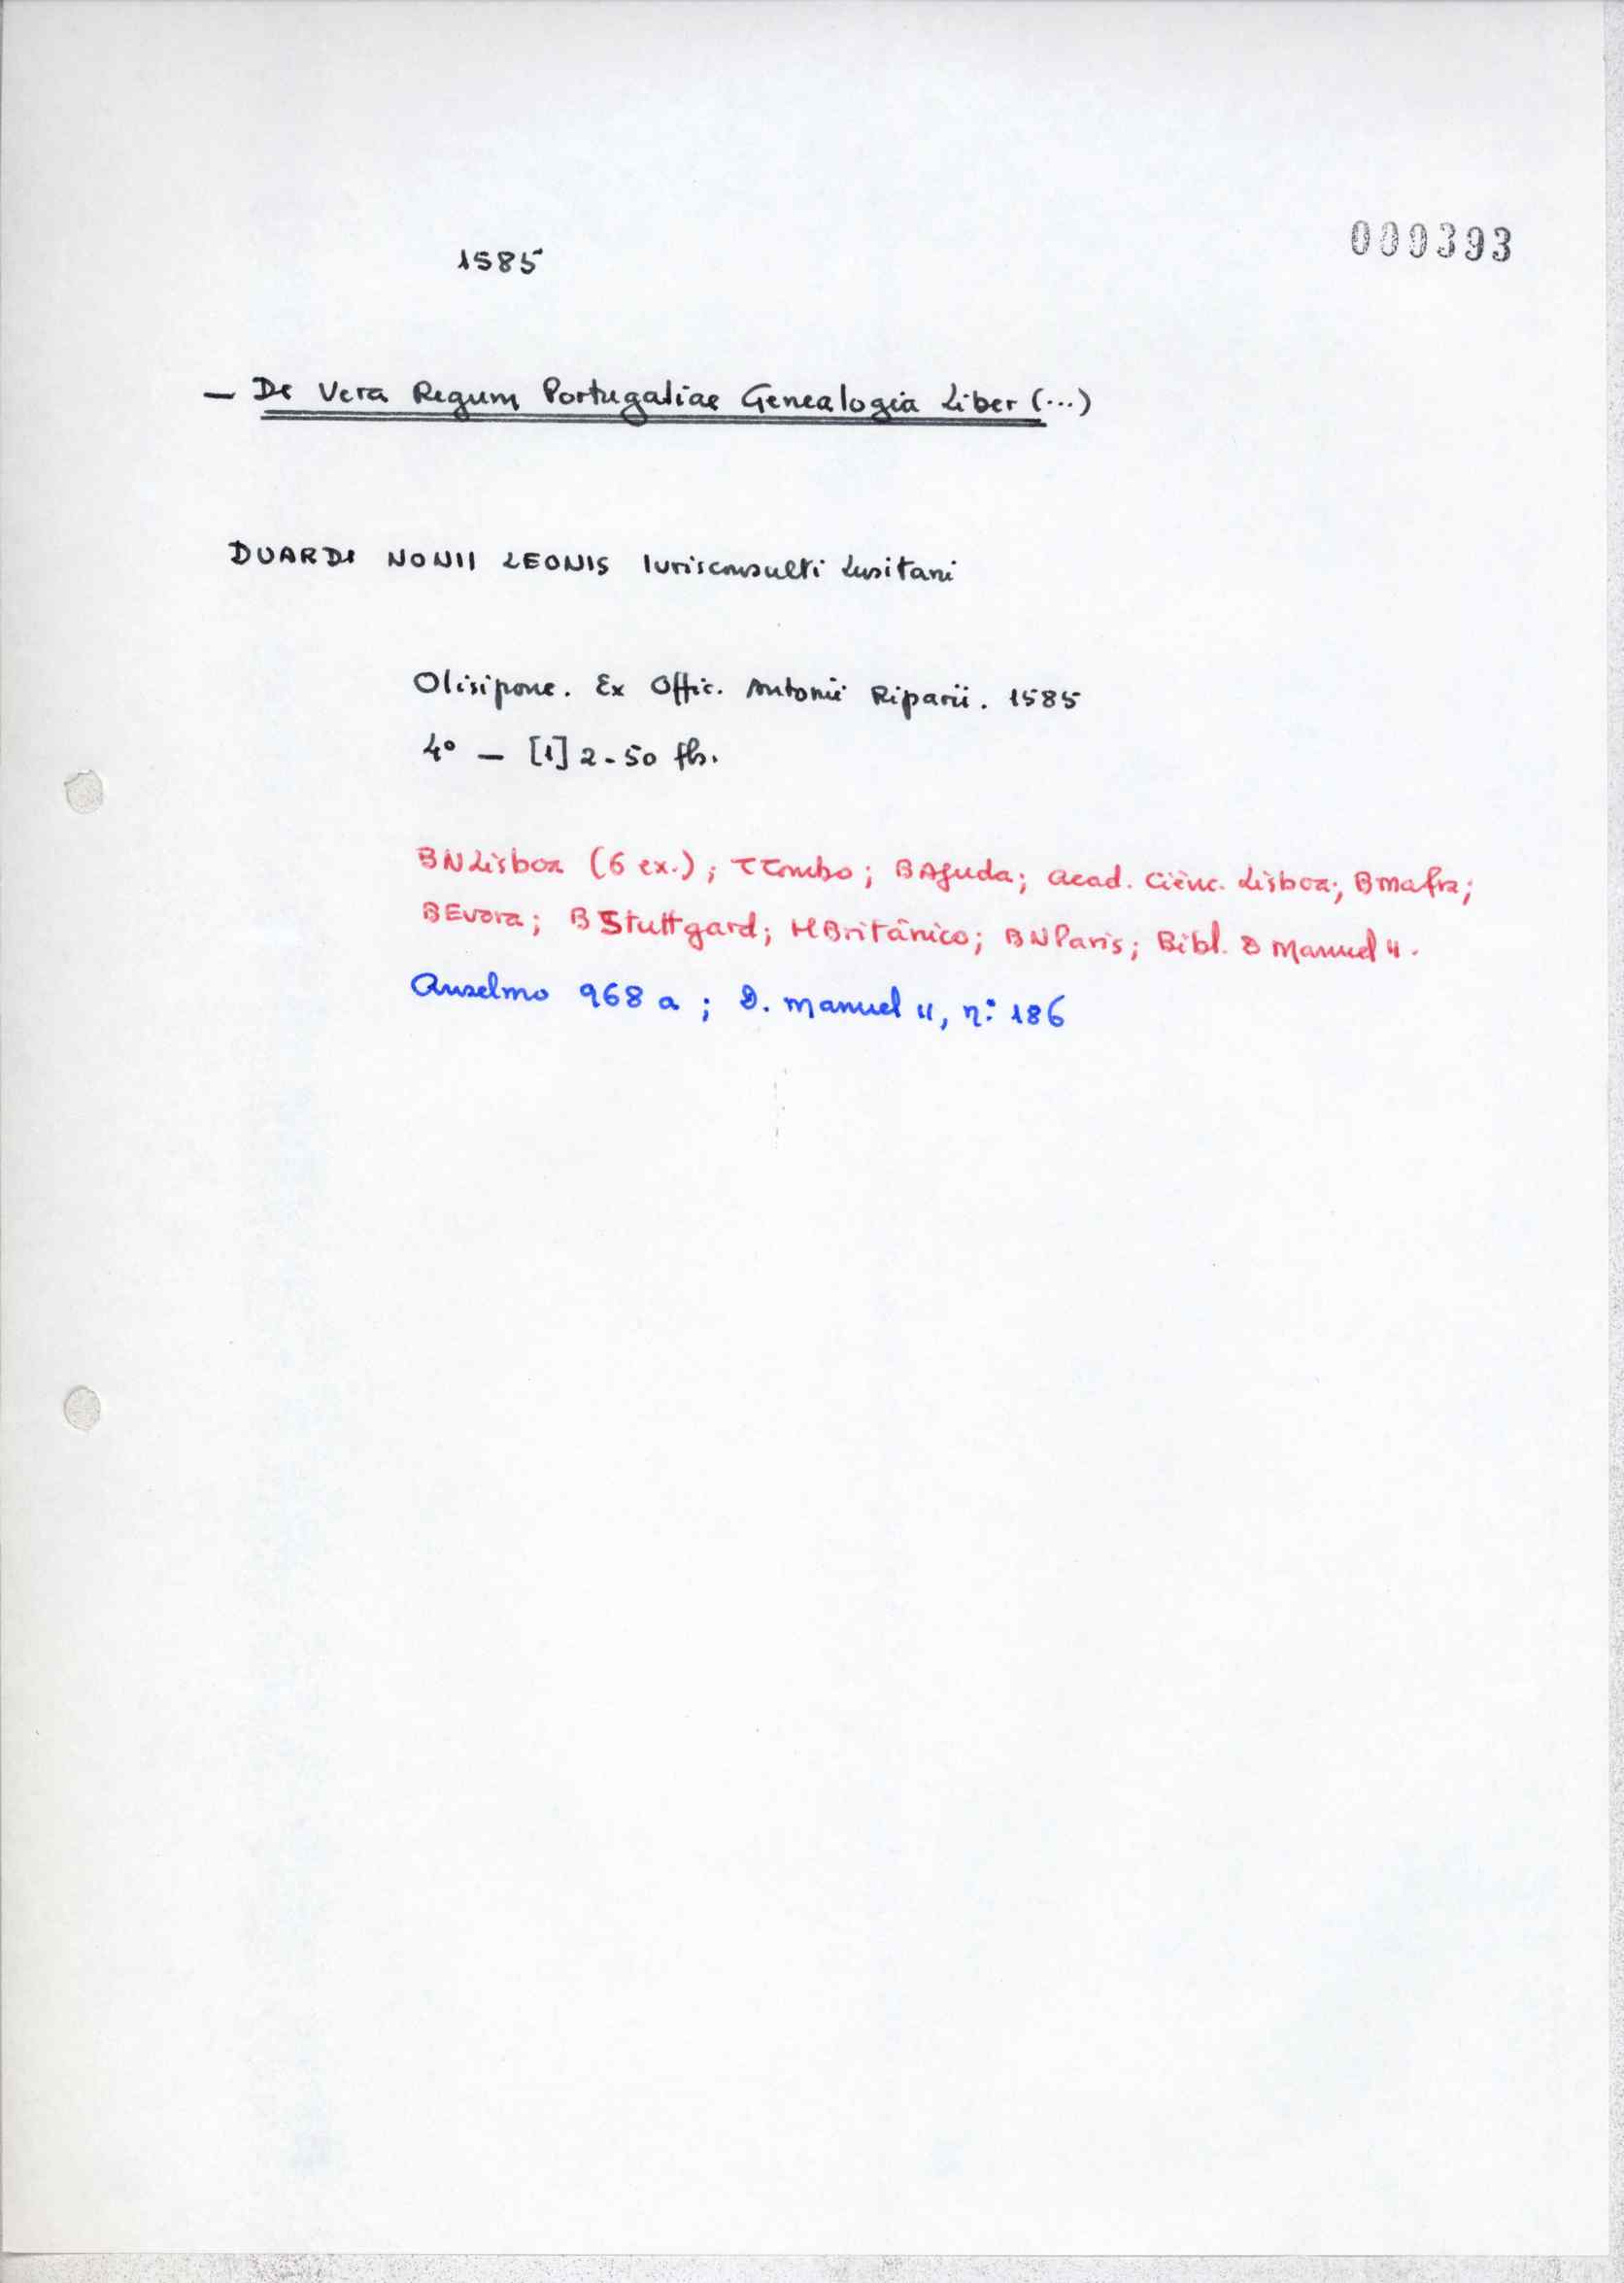 000393
1585
— De Vera Regum Portugaliae Genealogia Liber (...)
DUARDI NONII LEONIS Iurisconsulti Lusitani
Olisipone. Ex Offic. Antonii Riparii. 1585
4º — [1] 2-50 fls.
BNLisboa (6 ex.); TTombo; BAjuda; Acad. Ciênc. Lisboa; BMafra;
BEvora; BStuttgard; MBritânico; BNParis; Bibl. D Manuel II.
Anselmo 968 a; D. Manuel II, n.º 186